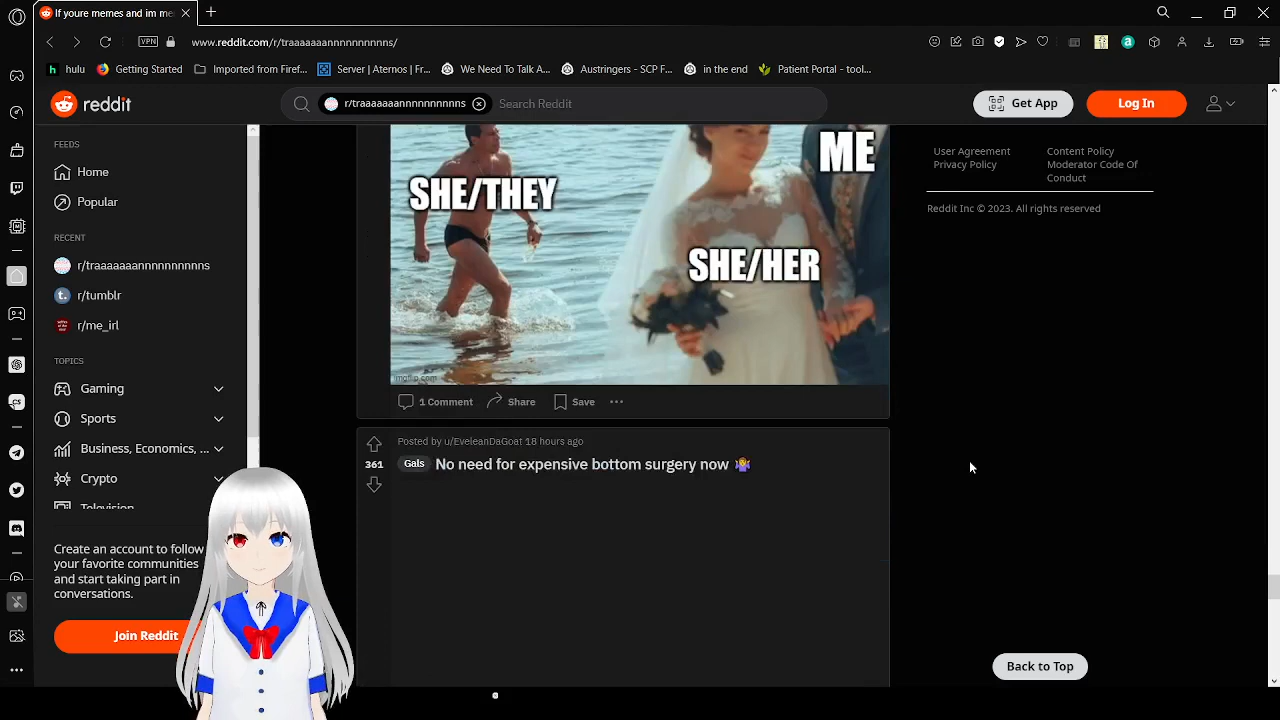 If youre memes and im me
www.reddit.com/r/traaaaaaannnnnnnnnns/
VPN
hulu
Getting Started
Imported from Firef...
Server | Aternos | Fr...
We Need To Talk A...
Austringers - SCP F...
in the end
Patient Portal - tool...
reddit
r/traaaaaaannnnnnnnnns
Search Reddit
Get App
Log In
FEEDS
Home
Popular
RECENT
r/traaaaaaannnnnnnnnns
r/tumblr
r/me_irl
TOPICS
Gaming
Sports
Business, Economics, ...
Crypto
Television
Create an account to follow
your favorite communities
and start taking part in
conversations.
Join Reddit
SHE/THEY
ME
SHE/HER
imgflip.com
1 Comment
Share
Save
Posted by u/EveleanDaGoat 18 hours ago
361
Gals
No need for expensive bottom surgery now 🤷‍♀️
User Agreement
Privacy Policy
Content Policy
Moderator Code Of
Conduct
Reddit Inc © 2023. All rights reserved
Back to Top